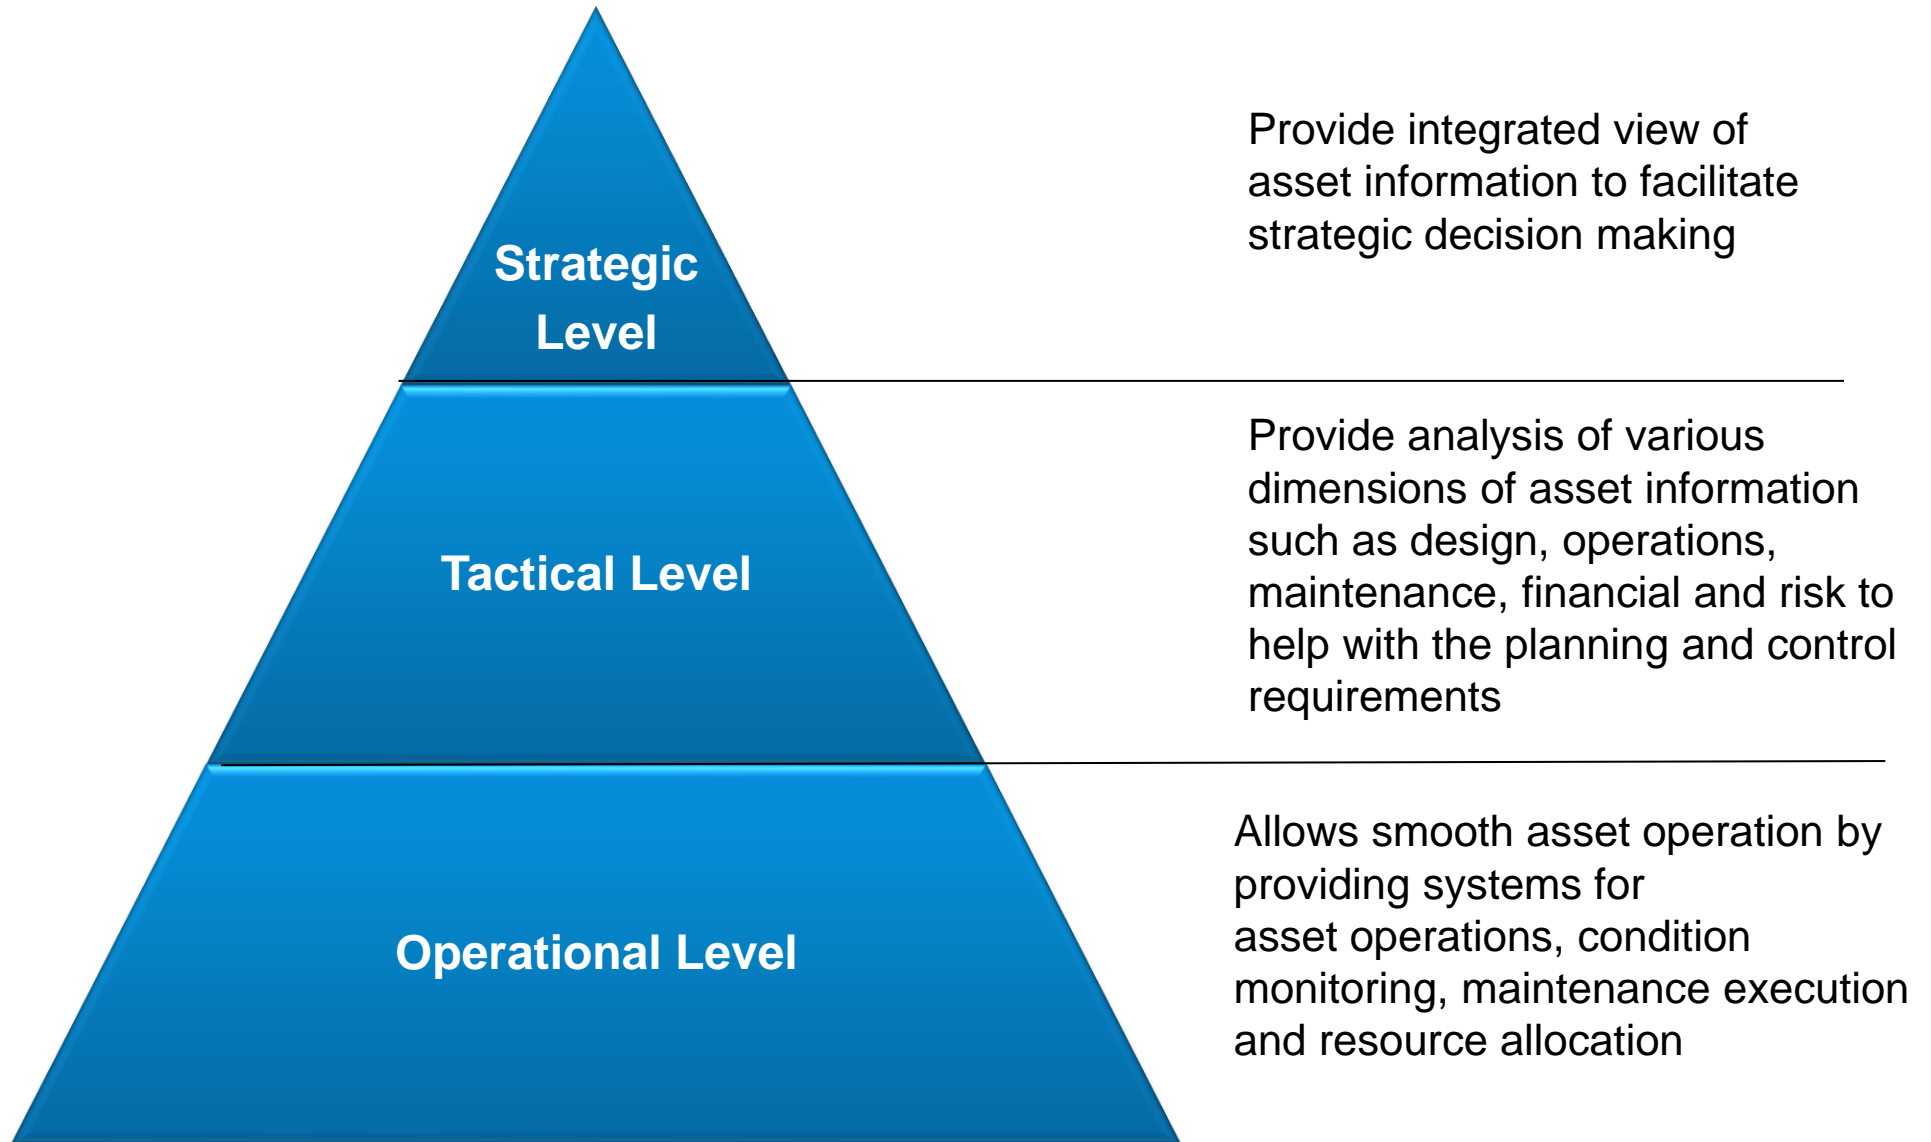 Strategic
Level
Provide integrated view of
asset information to facilitate
strategic decision making
Tactical Level
Provide analysis of various
dimensions of asset information
such as design, operations,
maintenance, financial and risk to
help with the planning and control
requirements
Operational Level
Allows smooth asset operation by
providing systems for
asset operations, condition
monitoring, maintenance execution
and resource allocation